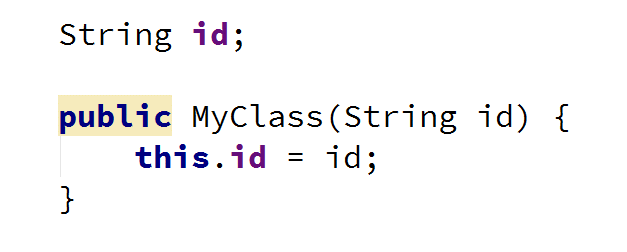 String id;
public MyClass(String id) {
this.id = id;
}